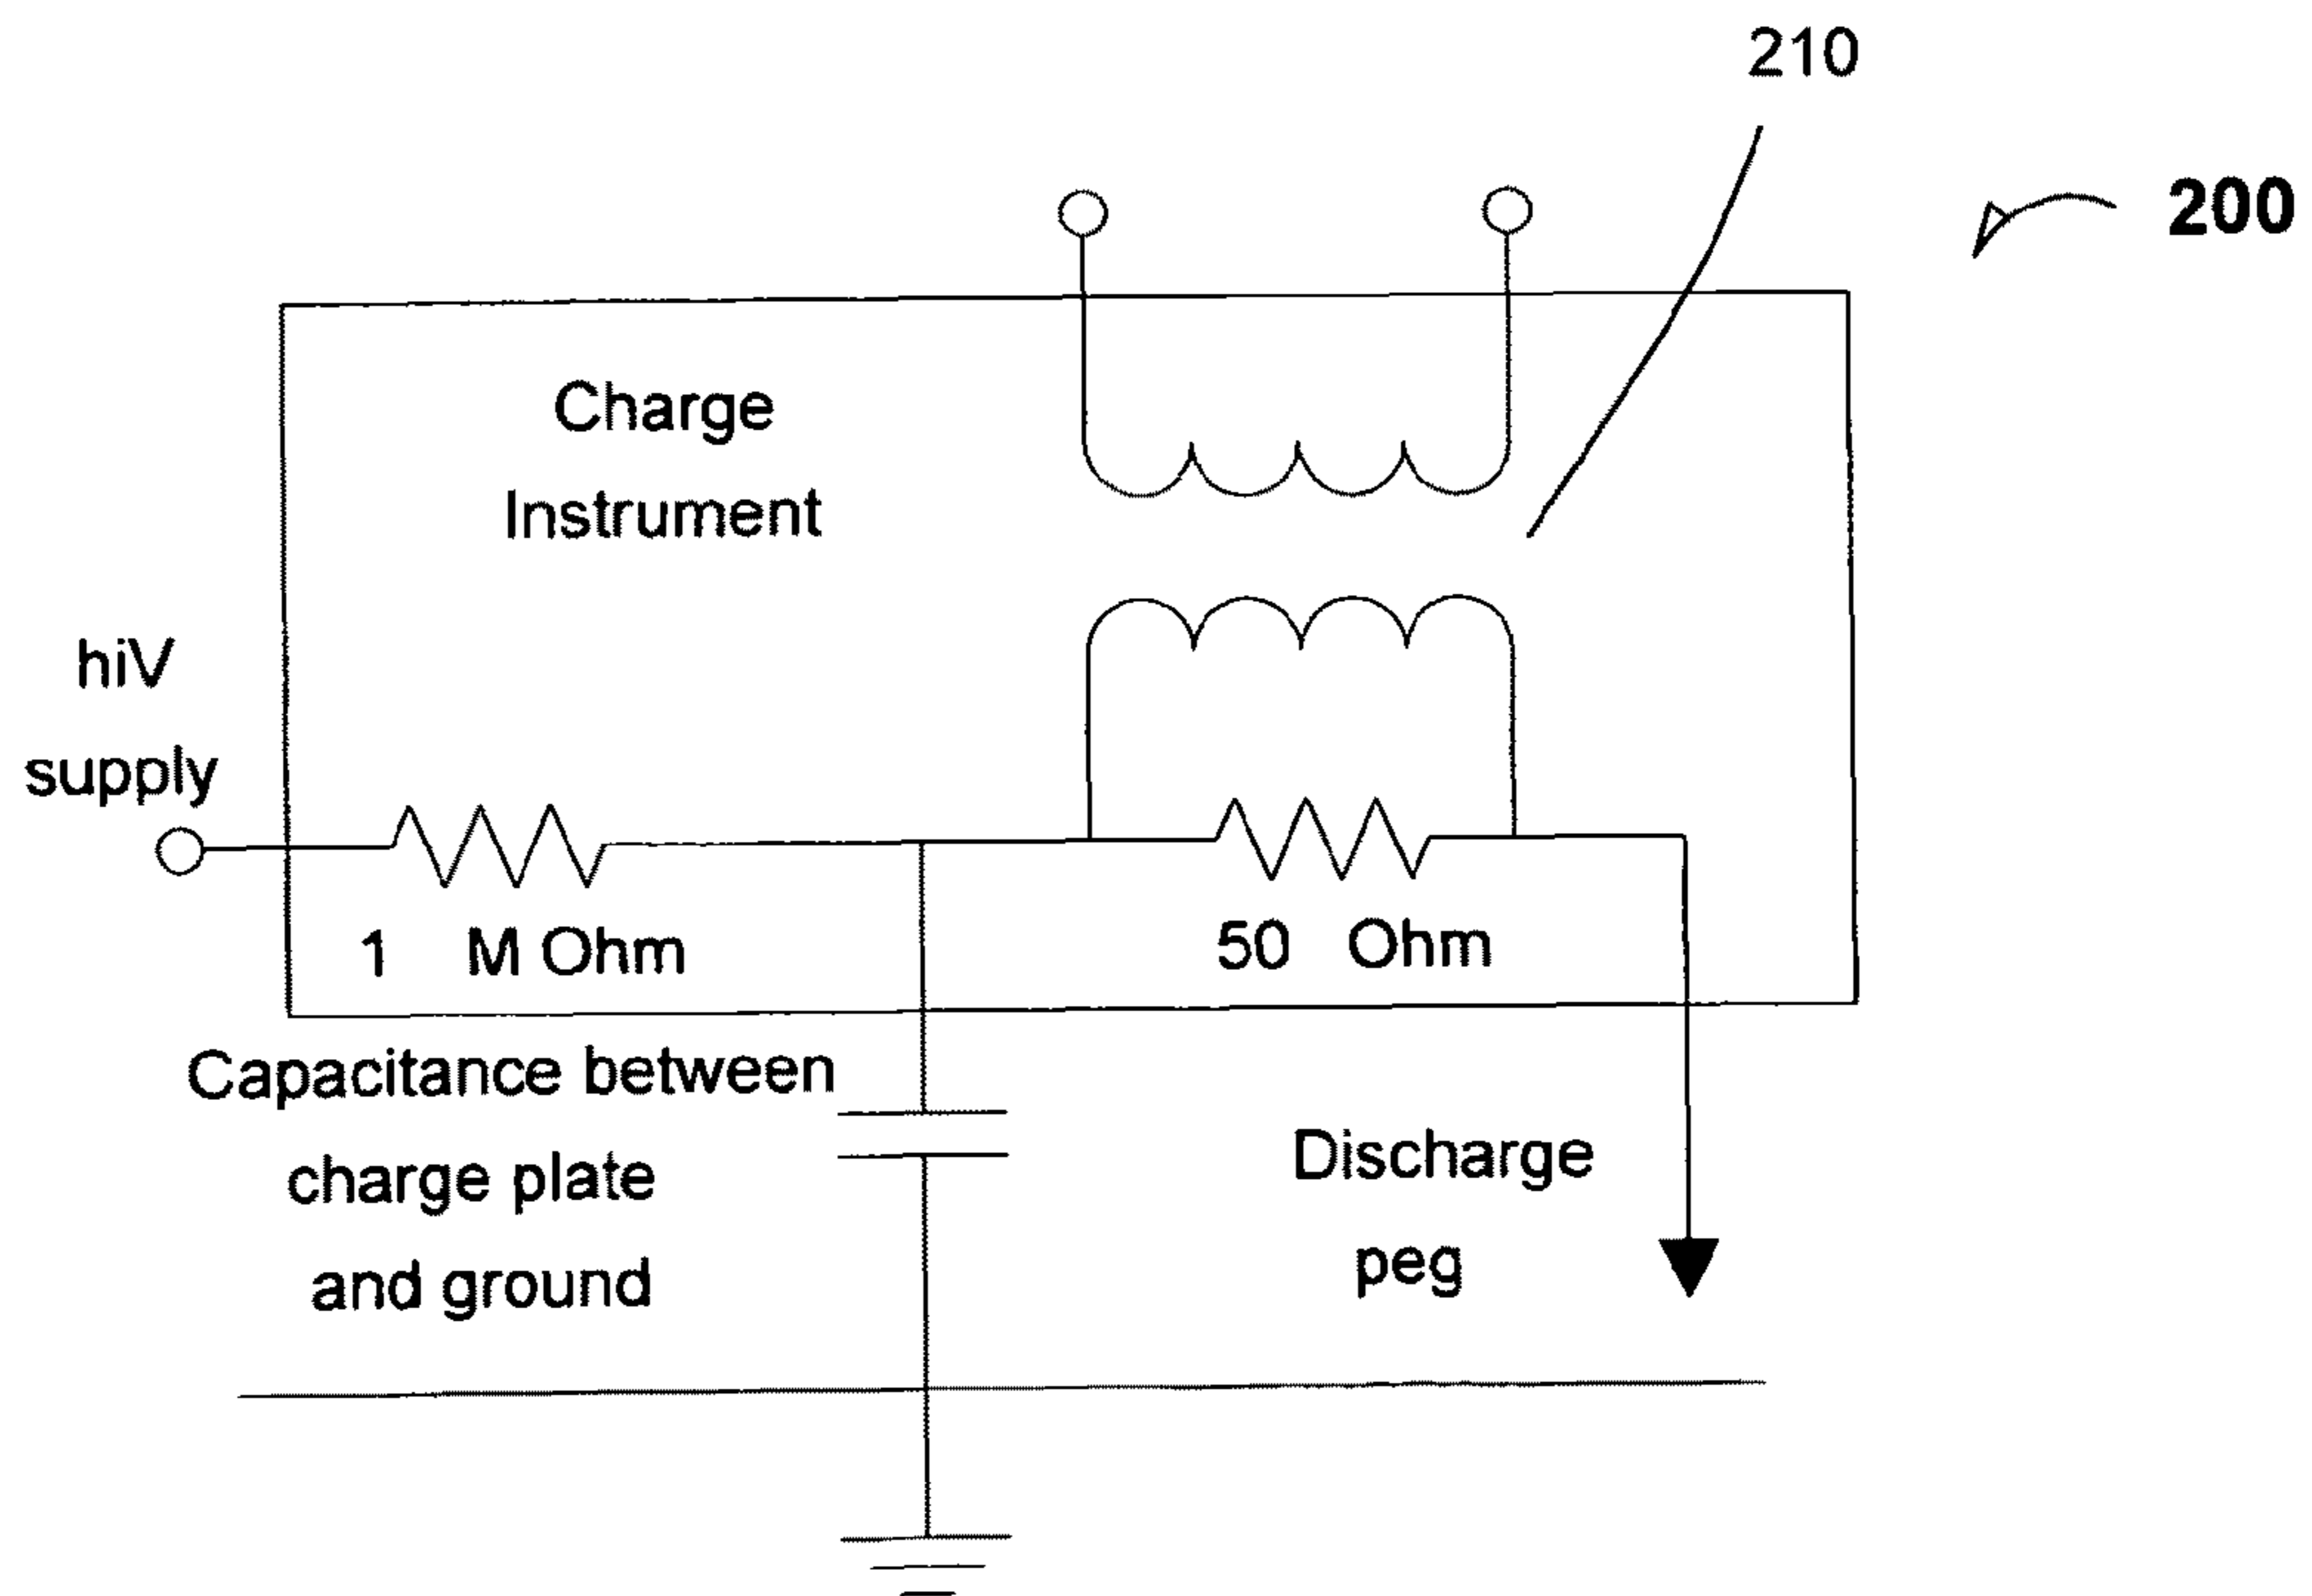 210
200
Charge
Instrument
hiV
supply
1 M Ohm
50 Ohm
Capacitance between
charge plate
and ground
Discharge
peg